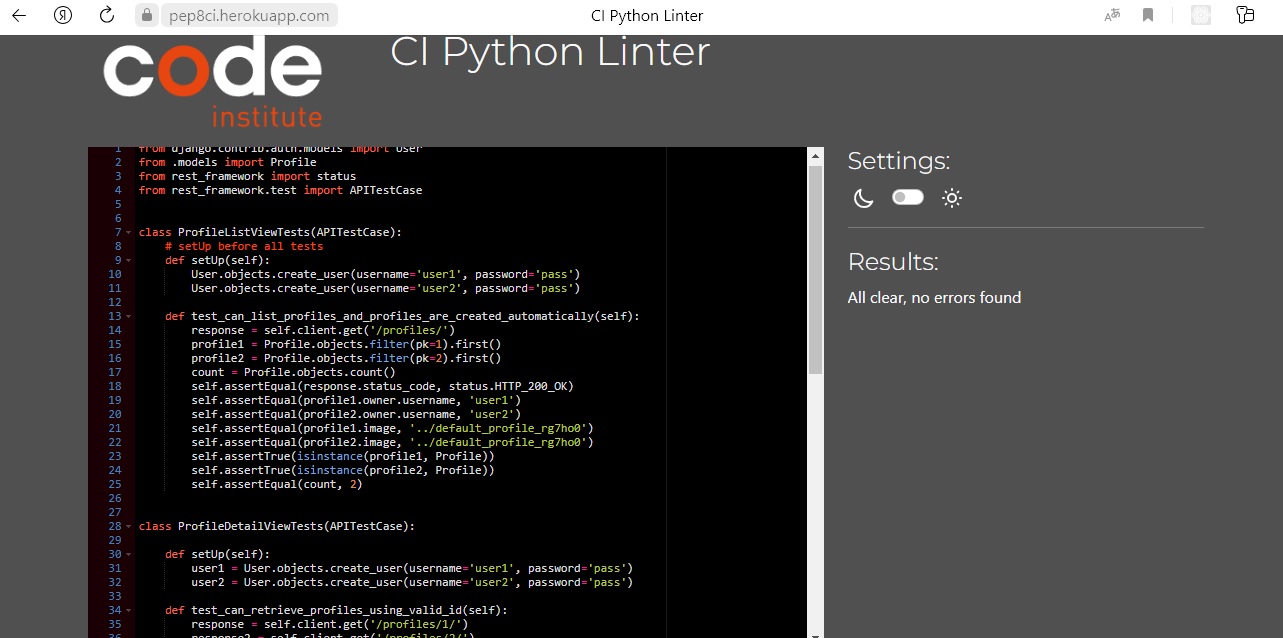 pep8ci.herokuapp.com
CI Python Linter
code
institute
CI Python Linter
1 from django.contrib.auth.models import User
2 from .models import Profile
3 from rest_framework import status
4 from rest_framework.test import APITestCase
5
6
7 class ProfileListViewTests(APITestCase):
8     # setUp before all tests
9     def setUp(self):
10         User.objects.create_user(username='user1', password='pass')
11         User.objects.create_user(username='user2', password='pass')
12
13     def test_can_list_profiles_and_profiles_are_created_automatically(self):
14         response = self.client.get('/profiles/')
15         profile1 = Profile.objects.filter(pk=1).first()
16         profile2 = Profile.objects.filter(pk=2).first()
17         count = Profile.objects.count()
18         self.assertEqual(response.status_code, status.HTTP_200_OK)
19         self.assertEqual(profile1.owner.username, 'user1')
20         self.assertEqual(profile2.owner.username, 'user2')
21         self.assertEqual(profile1.image, '../default_profile_rg7ho0')
22         self.assertEqual(profile2.image, '../default_profile_rg7ho0')
23         self.assertTrue(isinstance(profile1, Profile))
24         self.assertTrue(isinstance(profile2, Profile))
25         self.assertEqual(count, 2)
26
27
28 class ProfileDetailViewTests(APITestCase):
29
30     def setUp(self):
31         user1 = User.objects.create_user(username='user1', password='pass')
32         user2 = User.objects.create_user(username='user2', password='pass')
33
34     def test_can_retrieve_profiles_using_valid_id(self):
35         response = self.client.get('/profiles/1/')
36         response2 = self.client.get('/profiles/2/')
Settings:
Results:
All clear, no errors found